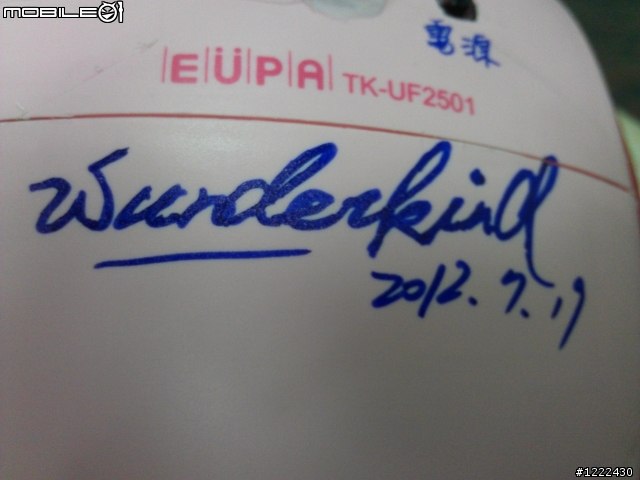 MOBILE01
電源
EUPA TK-UF2501
Wunderkind
2012.7.17
#1222430